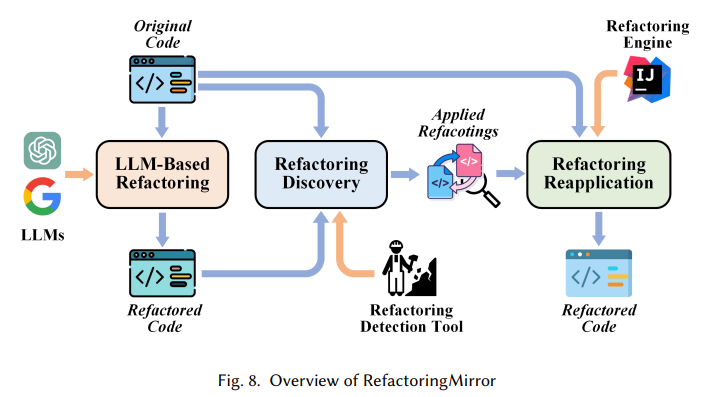 Original
Code
Refactoring
Engine
IJ
Applied
Refacotings
LLM-Based
Refactoring
Refactoring
Discovery
Refactoring
Reapplication
LLMs
Refactored
Code
Refactoring
Detection Tool
Refactored
Code
Fig. 8. Overview of RefactoringMirror